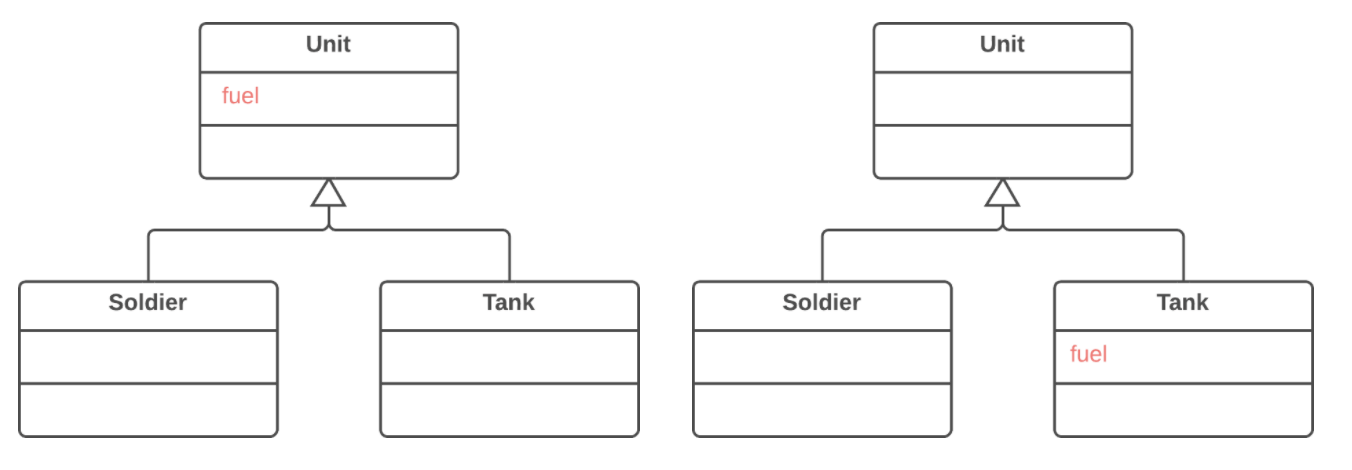 Unit
fuel
Soldier
Tank
Unit
Soldier
Tank
fuel